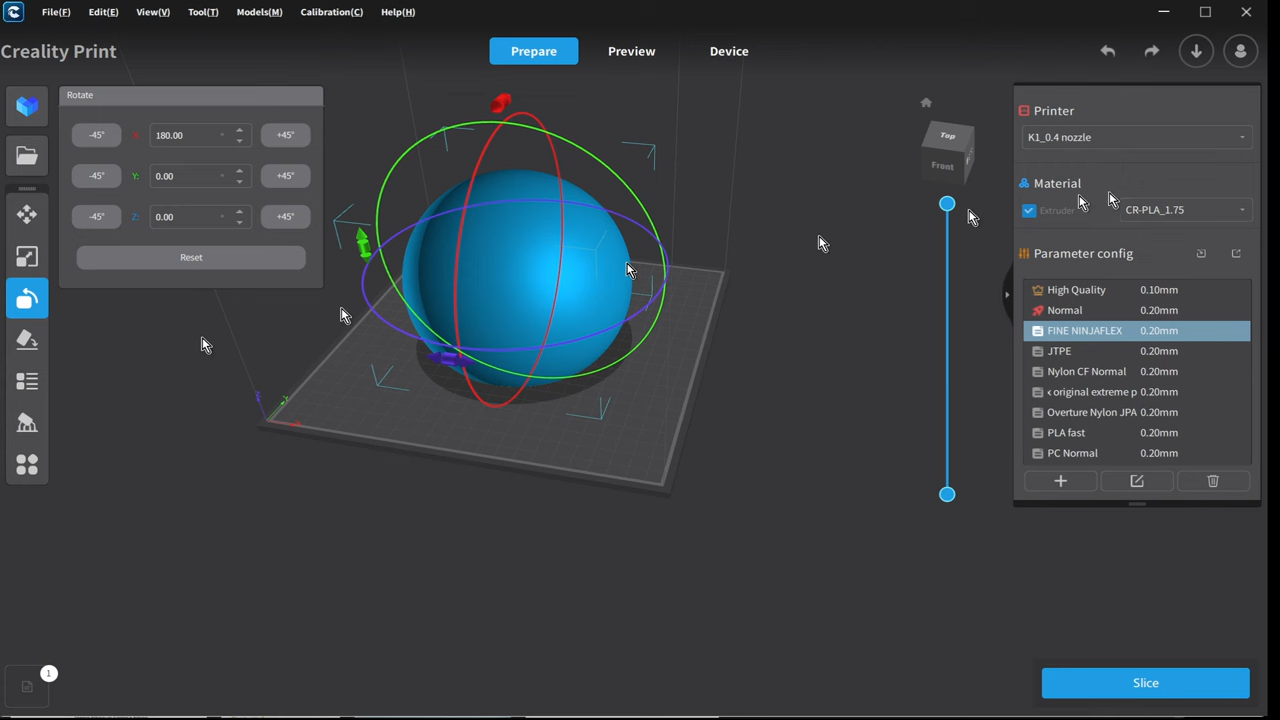 File(F) Edit(E) View(V) Tool(T) Models(M) Calibration(C) Help(H)
Creality Print
Prepare Preview Device
Rotate
-45° X: 180.00 ° +45°
-45° Y: 0.00 ° +45°
-45° Z: 0.00 ° +45°
Reset
Top
Front
Printer
K1_0.4 nozzle
Material
Extruder CR-PLA_1.75
Parameter config
High Quality 0.10mm
Normal 0.20mm
FINE NINJAFLEX 0.20mm
JTPE 0.20mm
Nylon CF Normal 0.20mm
original extreme p 0.20mm
Overture Nylon JPA 0.20mm
PLA fast 0.20mm
PC Normal 0.20mm
1
Slice